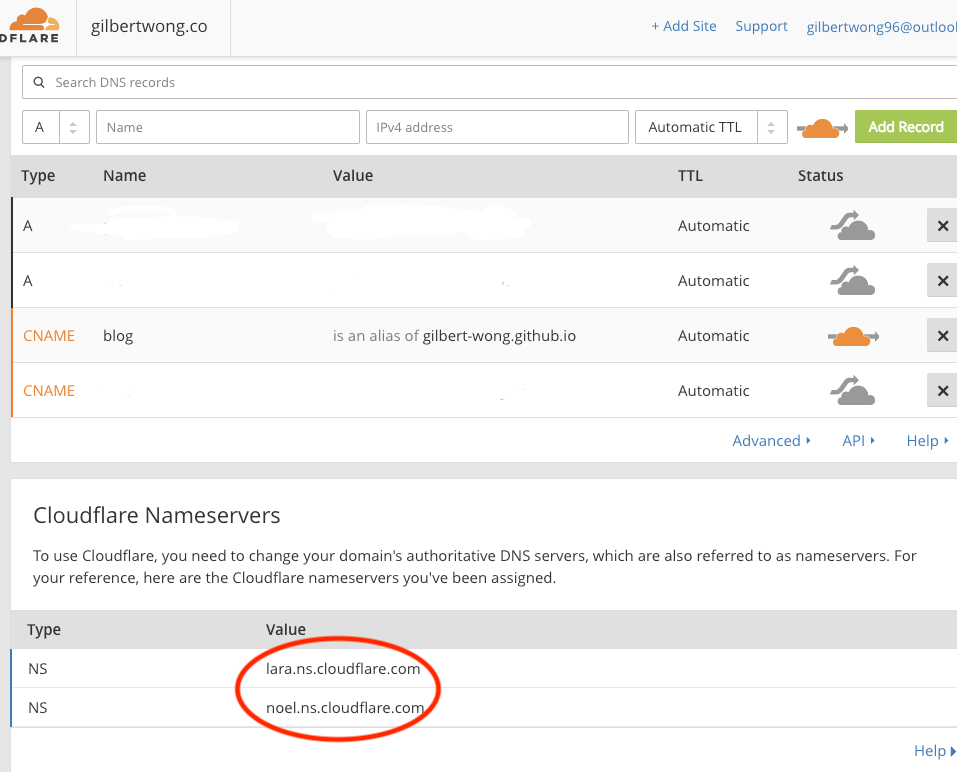 DFLARE
gilbertwong.co
+ Add Site Support gilbertwong96@outlool
Search DNS records
A Name IPv4 address Automatic TTL Add Record
Type Name Value TTL Status
A Automatic
A Automatic
CNAME blog is an alias of gilbert-wong.github.io Automatic
CNAME Automatic
Advanced API Help
Cloudflare Nameservers
To use Cloudflare, you need to change your domain's authoritative DNS servers, which are also referred to as nameservers. For
your reference, here are the Cloudflare nameservers you've been assigned.
Type Value
NS lara.ns.cloudflare.com
NS noel.ns.cloudflare.com
Help